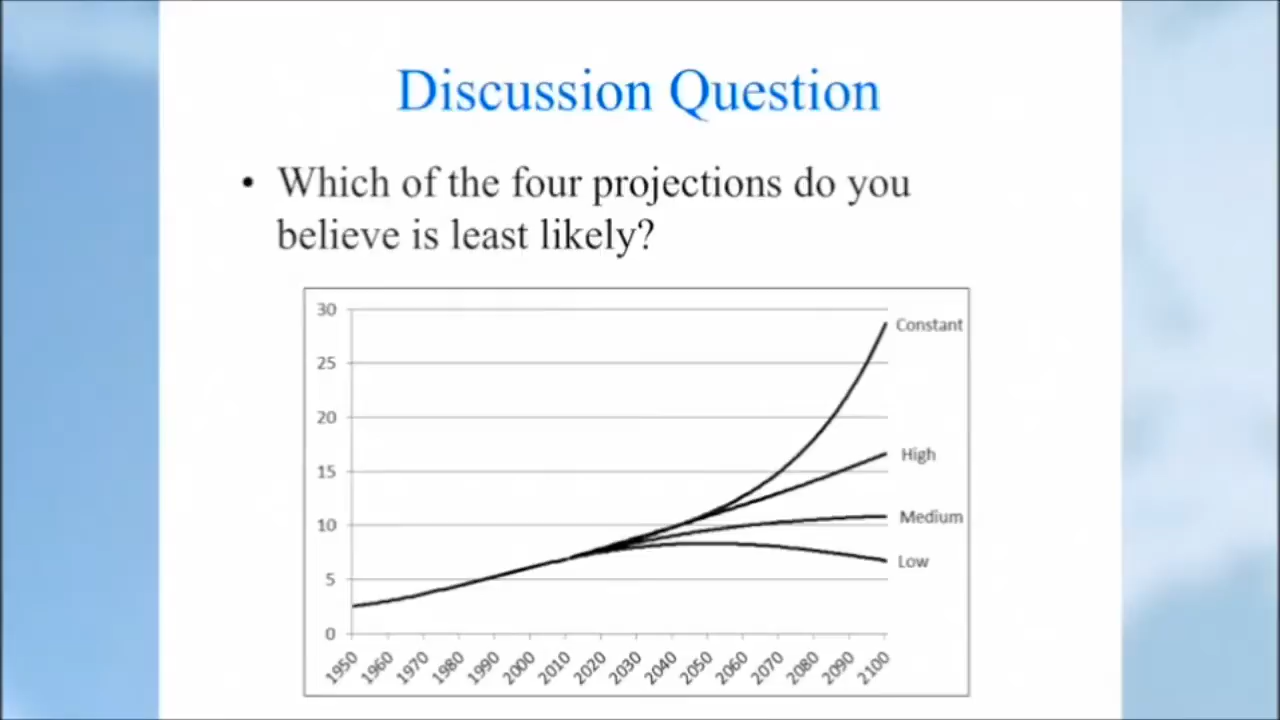 Discussion Question
• Which of the four projections do you
believe is least likely?
30
25
20
15
10
5
0
Constant
High
Medium
Low
1950 1960 1970 1980 1990 2000 2010 2020 2030 2040 2050 2060 2070 2080 2090 2100